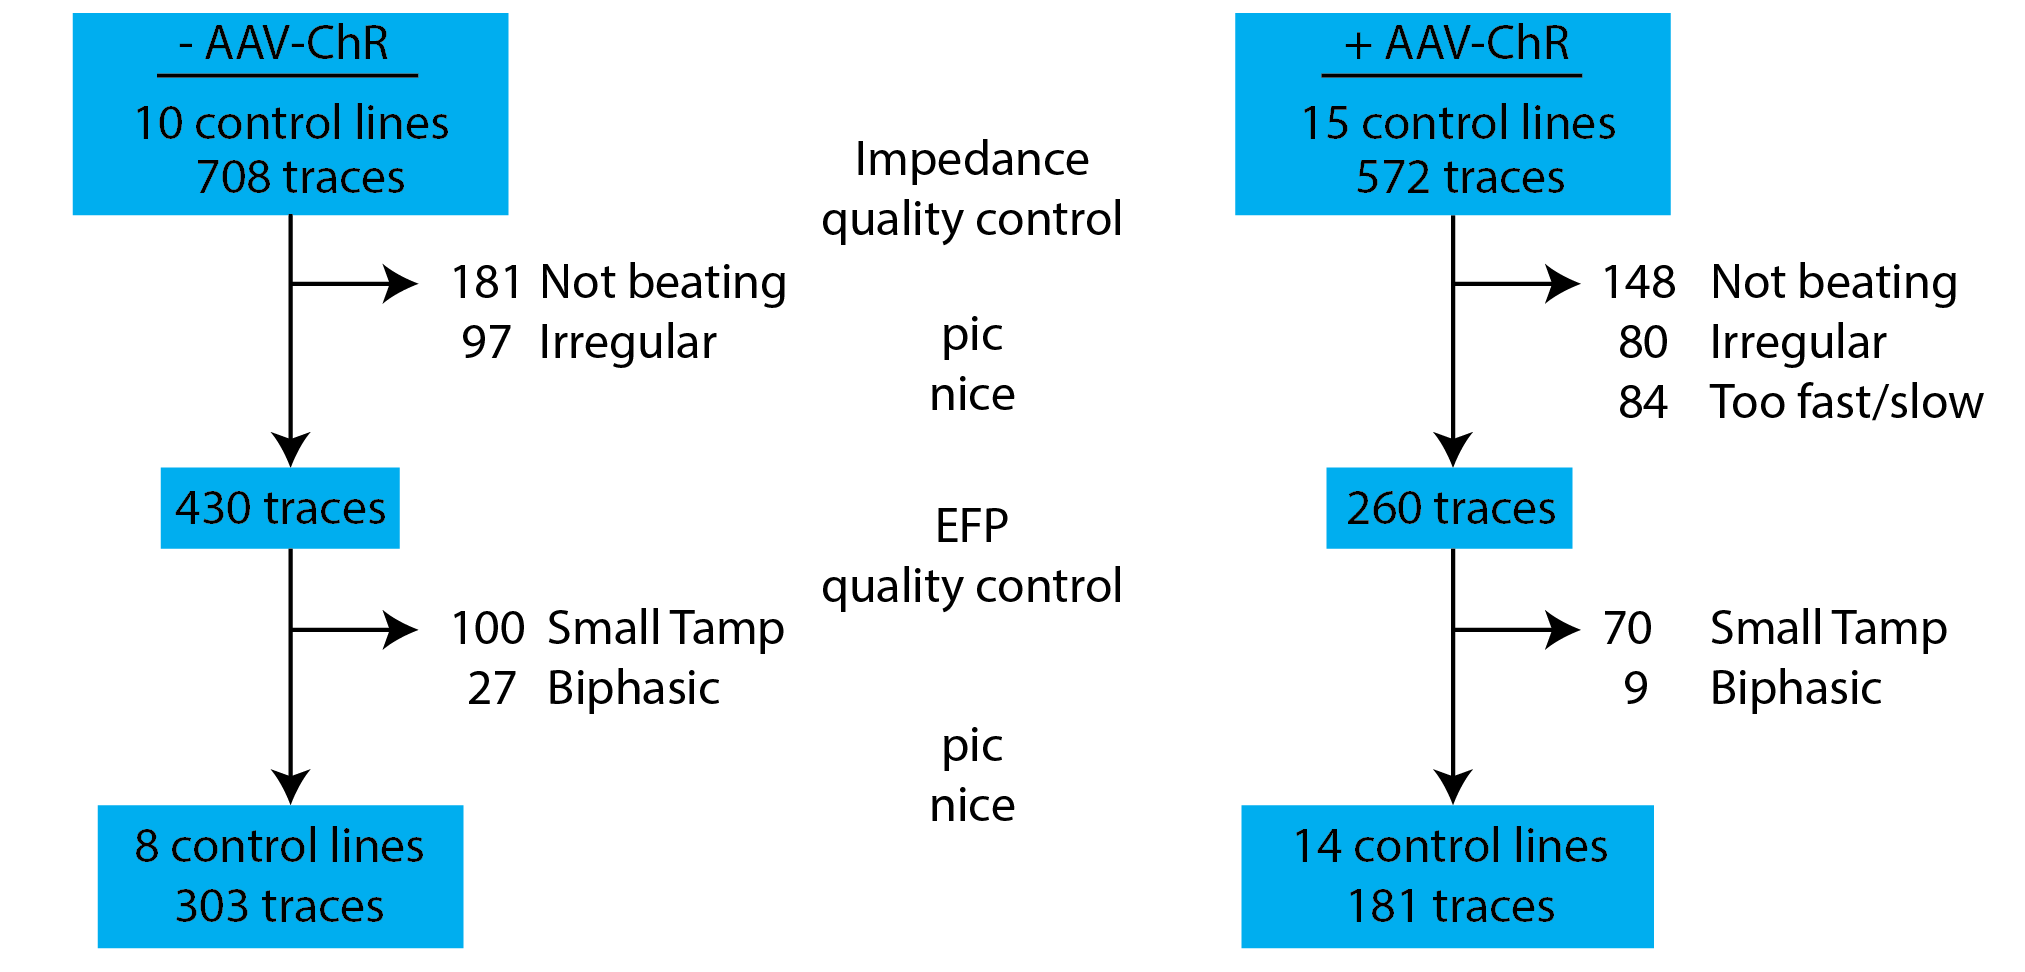 - AAV-ChR
10 control lines
708 traces
181 Not beating
97 Irregular
430 traces
100 Small Tamp
27 Biphasic
8 control lines
303 traces
Impedance
quality control
pic
nice
EFP
quality control
pic
nice
+ AAV-ChR
15 control lines
572 traces
148 Not beating
80 Irregular
84 Too fast/slow
260 traces
70 Small Tamp
9 Biphasic
14 control lines
181 traces